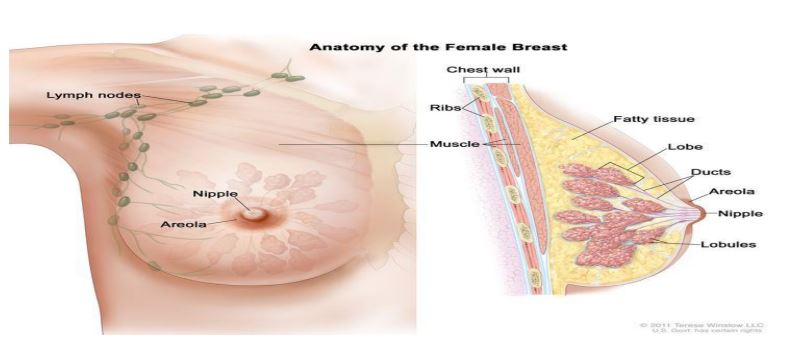 Anatomy of the Female Breast
Chest wall
Lymph nodes
Ribs
Fatty tissue
Muscle
Lobe
Ducts
Nipple
Areola
Areola
Nipple
Lobules
© 2011 Terese Winslow LLC
U.S. Govt. has certain rights